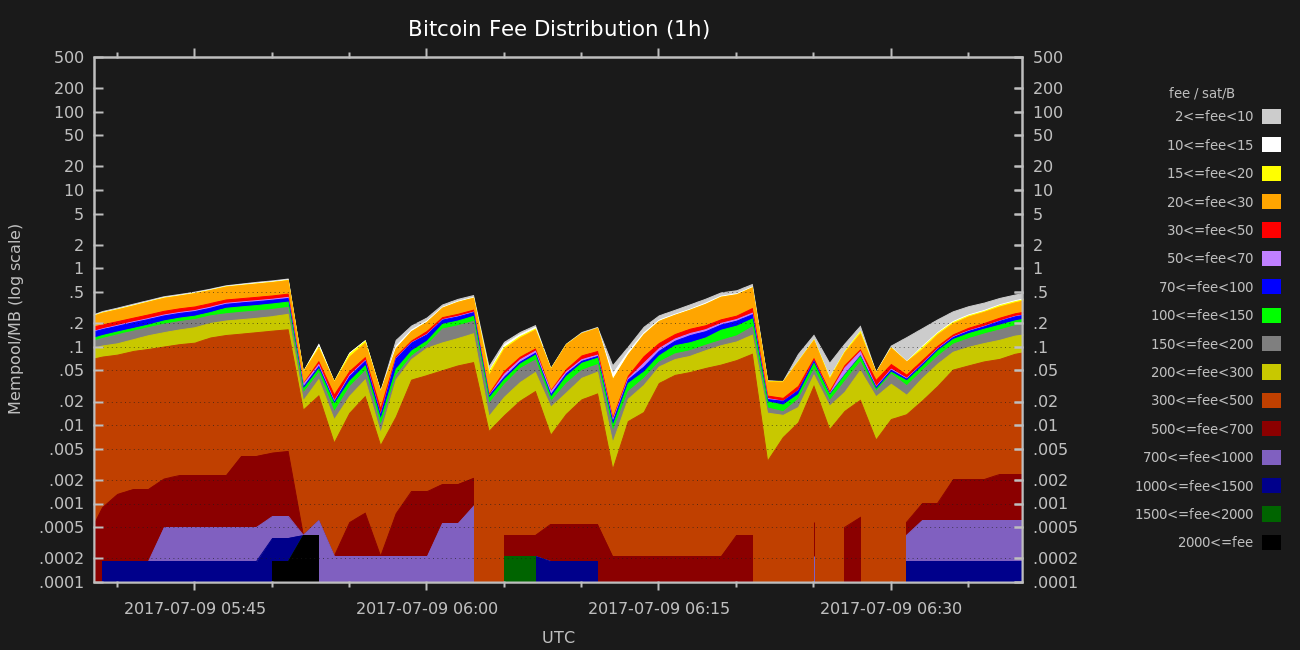 Bitcoin Fee Distribution (1h)
500
200
100
50
20
10
5
2
1
.5
.2
.1
.05
.02
.01
.005
.002
.001
.0005
.0002
.0001
Mempool/MB (log scale)
500
200
100
50
20
10
5
2
1
.5
.2
.1
.05
.02
.01
.005
.002
.001
.0005
.0002
.0001
2017-07-09 05:45
2017-07-09 06:00
2017-07-09 06:15
2017-07-09 06:30
UTC
fee / sat/B
2<=fee<10
10<=fee<15
15<=fee<20
20<=fee<30
30<=fee<50
50<=fee<70
70<=fee<100
100<=fee<150
150<=fee<200
200<=fee<300
300<=fee<500
500<=fee<700
700<=fee<1000
1000<=fee<1500
1500<=fee<2000
2000<=fee